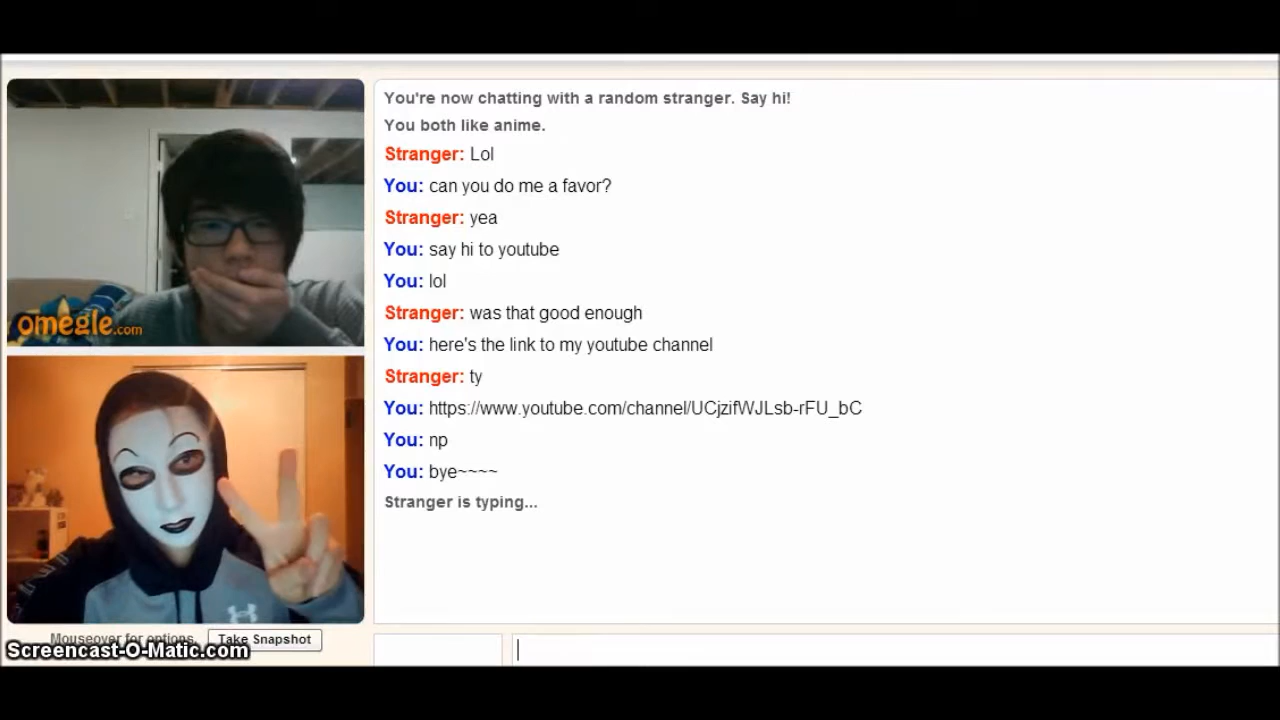 You're now chatting with a random stranger. Say hi!
You both like anime.
Stranger: Lol
You: can you do me a favor?
Stranger: yea
You: say hi to youtube
You: lol
Stranger: was that good enough
You: here's the link to my youtube channel
Stranger: ty
You: https://www.youtube.com/channel/UCjzifWJLsb-rFU_bC
You: np
You: bye~~~~
Stranger is typing...
omegle.com
Mouseover for options.
Take Snapshot
Screencast-O-Matic.com